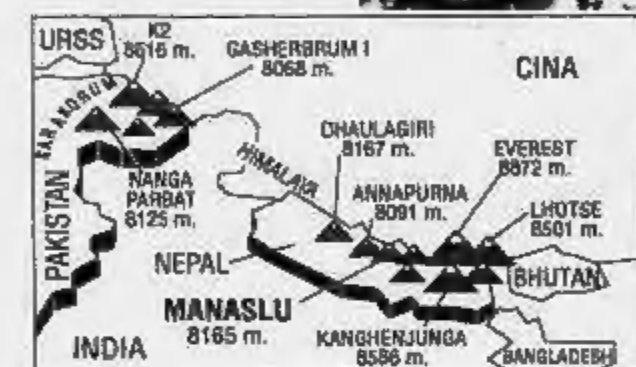 URSS
K2
8616 m.
GASHERBRUM I
8068 m.
CINA
KARAKORUM
PAKISTAN
NANGA
PARBAT
8125 m.
HIMALAYA
DHAULAGIRI
8167 m.
ANNAPURNA
8091 m.
EVEREST
8872 m.
LHOTSE
8501 m.
NEPAL
BHUTAN
MANASLU
8165 m.
INDIA
KANGHENJUNGA
8586 m.
BANGLADESH